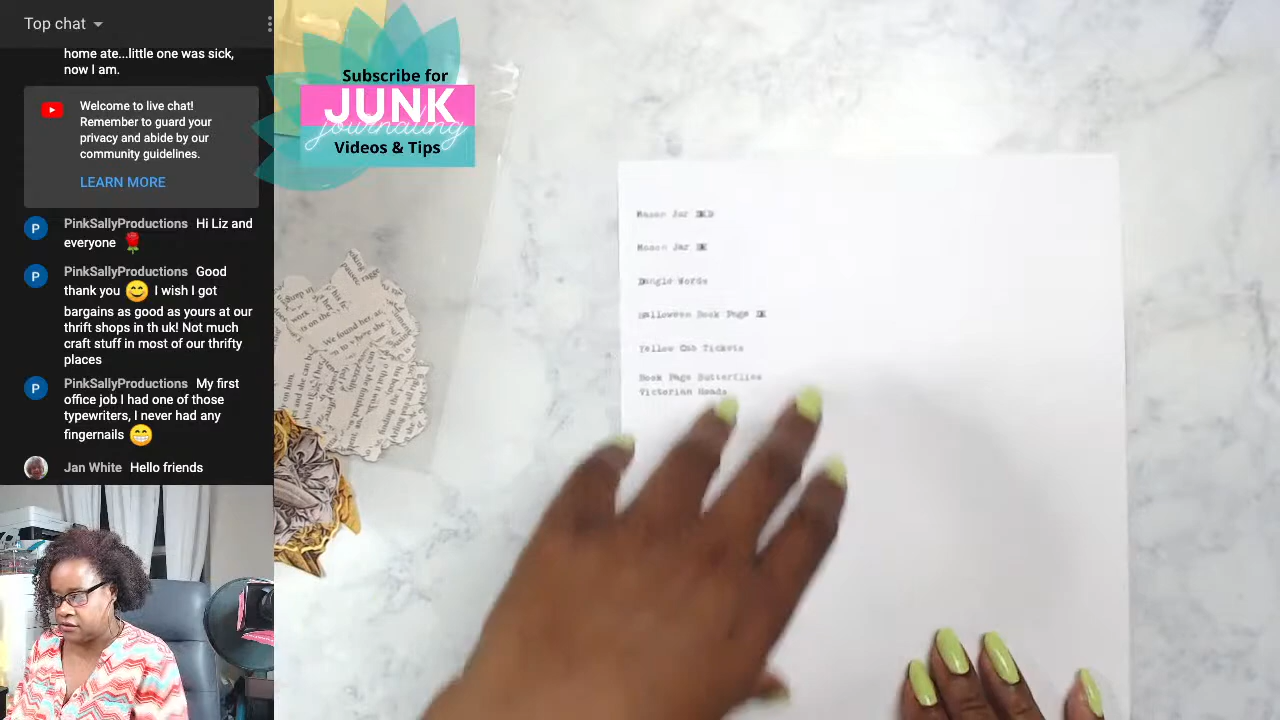 Top chat
home ate...little one was sick,
now I am.
Welcome to live chat!
Remember to guard your
privacy and abide by our
community guidelines.
LEARN MORE
P
PinkSallyProductions Hi Liz and
everyone 🌹
P
PinkSallyProductions Good
thank you 😊 I wish I got
bargains as good as yours at our
thrift shops in th uk! Not much
craft stuff in most of our thrifty
places
P
PinkSallyProductions My first
office job I had one of those
typewriters, I never had any
fingernails 😁
Jan White Hello friends
Subscribe for
JUNK
journaling
Videos & Tips
Mason Jar
Mason Jar
Dangle Words
Halloween Book Page
Yellow Cab Tickets
Book Page Butterflies
Victorian Heads
We found her, ac